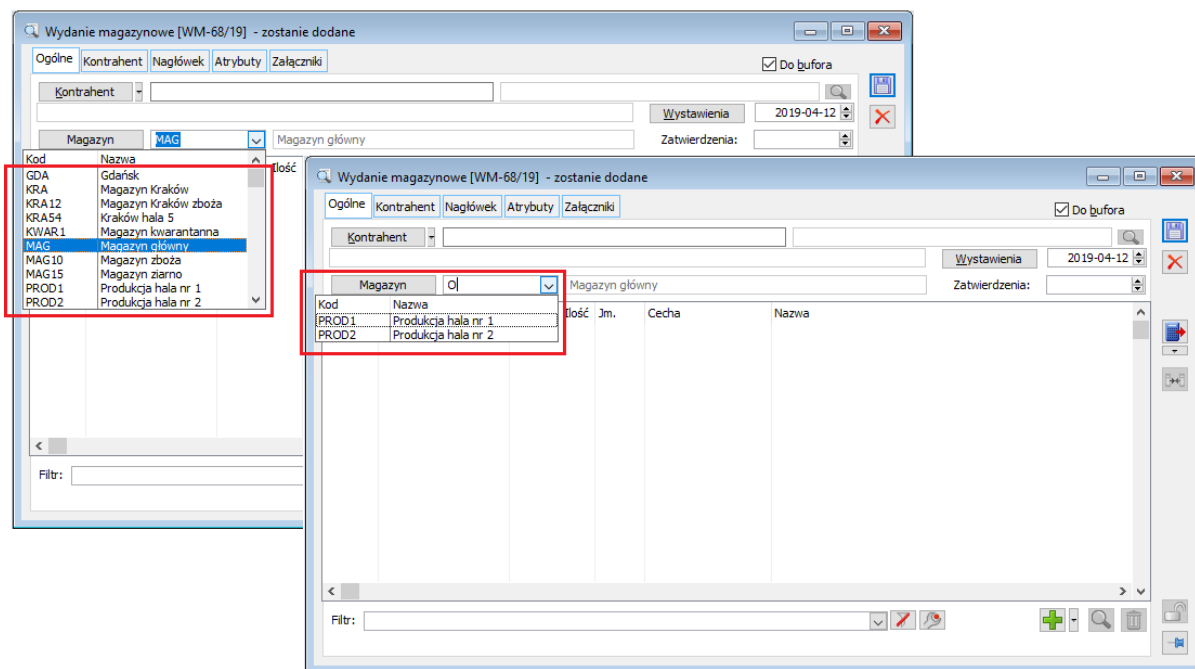 Wydanie magazynowe [WM-68/19] - zostanie dodane
Ogólne Kontrahent Nagłówek Atrybuty Załączniki
Do bufora
Kontrahent
Wystawienia 2019-04-12
Magazyn MAG Magazyn główny Zatwierdzenia:
Kod Nazwa
Ilość
GDA Gdańsk
KRA Magazyn Kraków
KRA12 Magazyn Kraków zboża
KRA54 Kraków hala 5
KWAR1 Magazyn kwarantanna
MAG Magazyn główny
MAG10 Magazyn zboża
MAG15 Magazyn ziarno
PROD1 Produkcja hala nr 1
PROD2 Produkcja hala nr 2
Filtr:
Wydanie magazynowe [WM-68/19] - zostanie dodane
Ogólne Kontrahent Nagłówek Atrybuty Załączniki
Do bufora
Kontrahent
Wystawienia 2019-04-12
Magazyn O Magazyn główny Zatwierdzenia:
Kod Nazwa
Ilość Jm. Cecha Nazwa
PROD1 Produkcja hala nr 1
PROD2 Produkcja hala nr 2
Filtr: